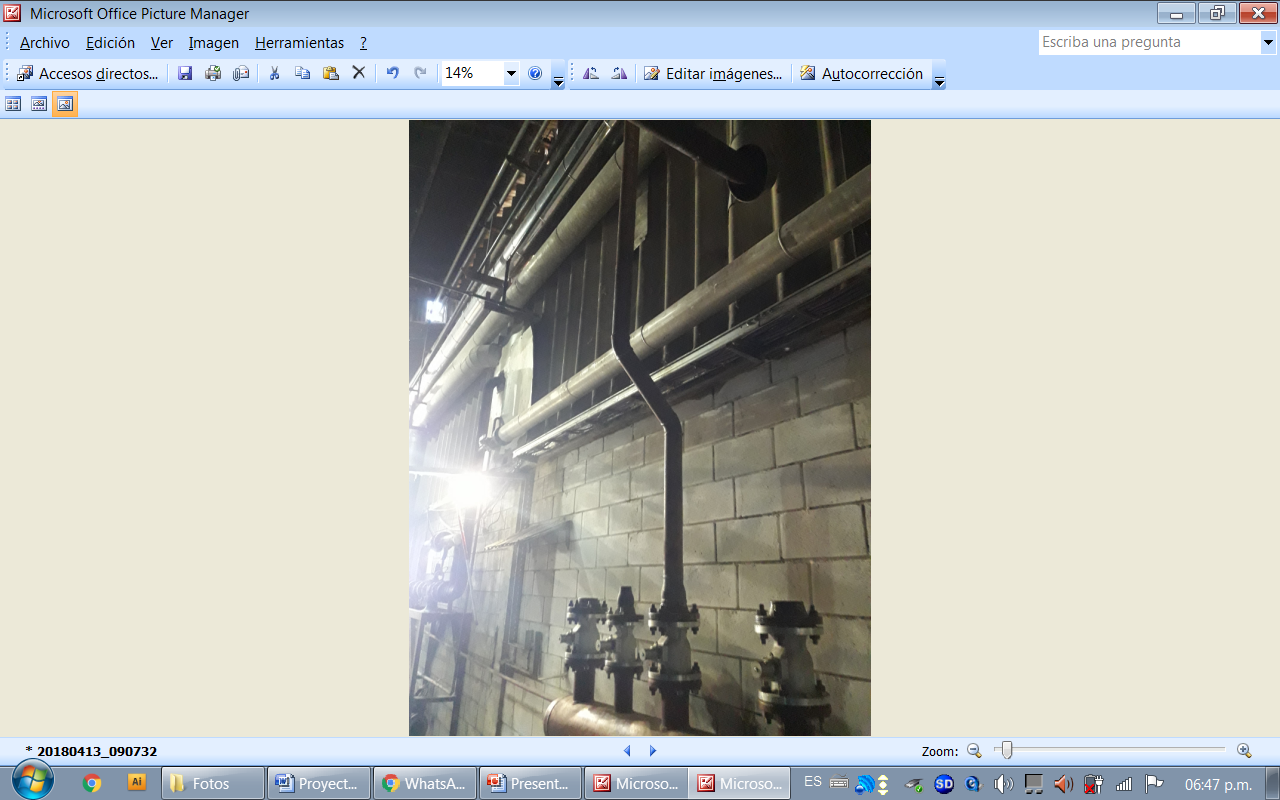 Microsoft Office Picture Manager
Archivo Edición Ver Imagen Herramientas ? Escriba una pregunta
Accesos directos... 14% Editar imágenes... Autocorrección
* 20180413_090732 Zoom:
Ai Fotos Proyect... WhatsA... Present... Microso... Microso... ES SD 06:47 p.m.